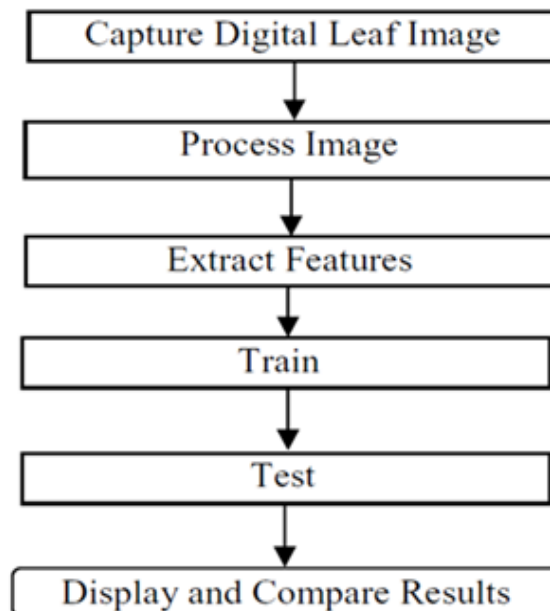 Capture Digital Leaf Image
Process Image
Extract Features
Train
Test
Display and Compare Results